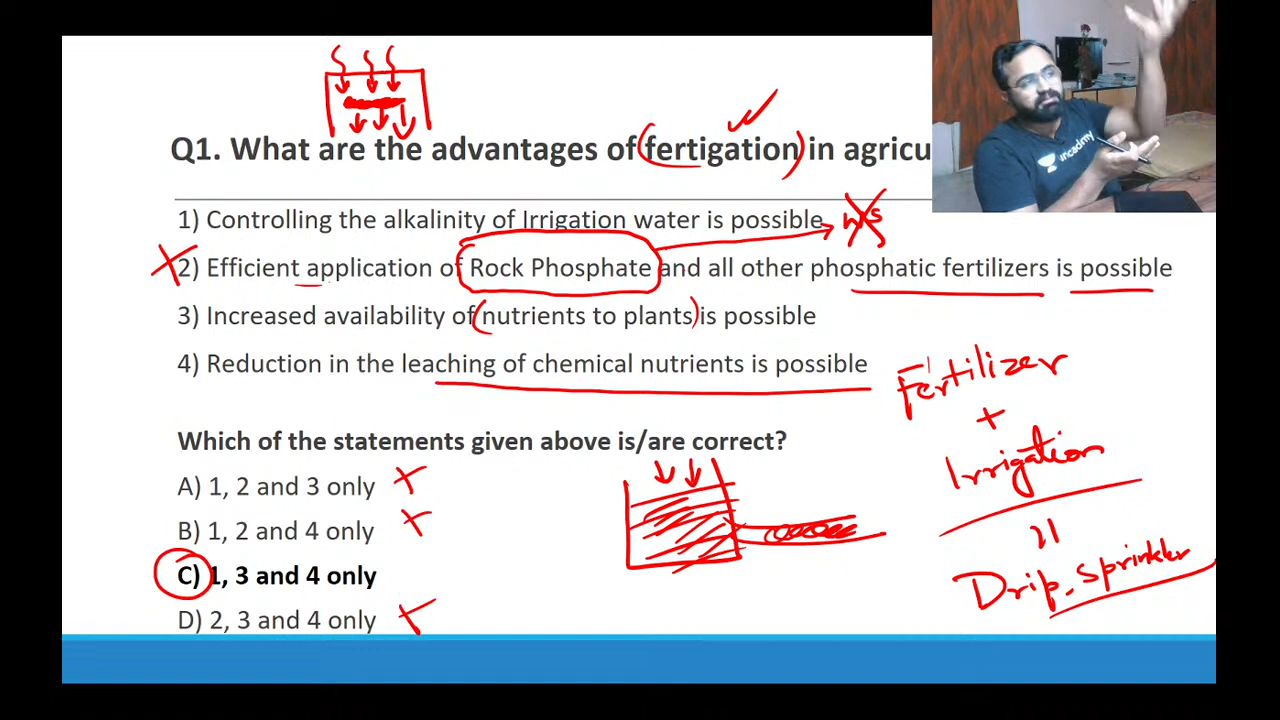 Q1. What are the advantages of (fertigation) in agricu
1) Controlling the alkalinity of Irrigation water is possible
2) Efficient application of Rock Phosphate and all other phosphatic fertilizers is possible
3) Increased availability of (nutrients to plants) is possible
4) Reduction in the leaching of chemical nutrients is possible
Which of the statements given above is/are correct?
A) 1, 2 and 3 only
B) 1, 2 and 4 only
C) 1, 3 and 4 only
D) 2, 3 and 4 only
Fertilizer
+
Irrigation
Drip, Sprinkler
unacademy